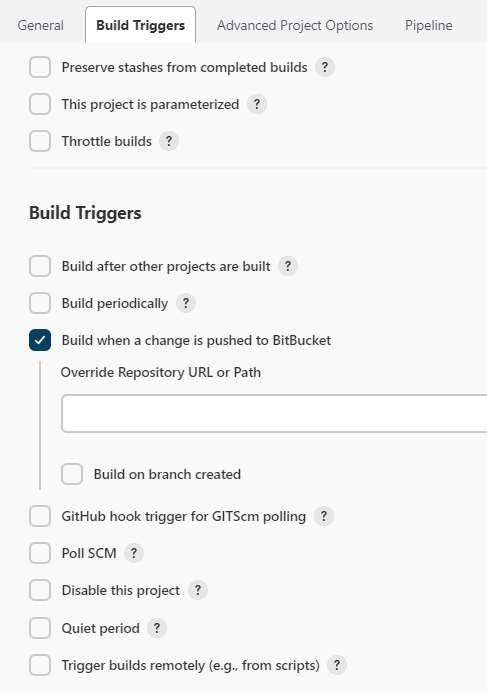 General Build Triggers Advanced Project Options Pipeline
Preserve stashes from completed builds ?
This project is parameterized ?
Throttle builds ?
Build Triggers
Build after other projects are built ?
Build periodically ?
Build when a change is pushed to BitBucket
Override Repository URL or Path
Build on branch created
GitHub hook trigger for GITScm polling ?
Poll SCM ?
Disable this project ?
Quiet period ?
Trigger builds remotely (e.g., from scripts) ?